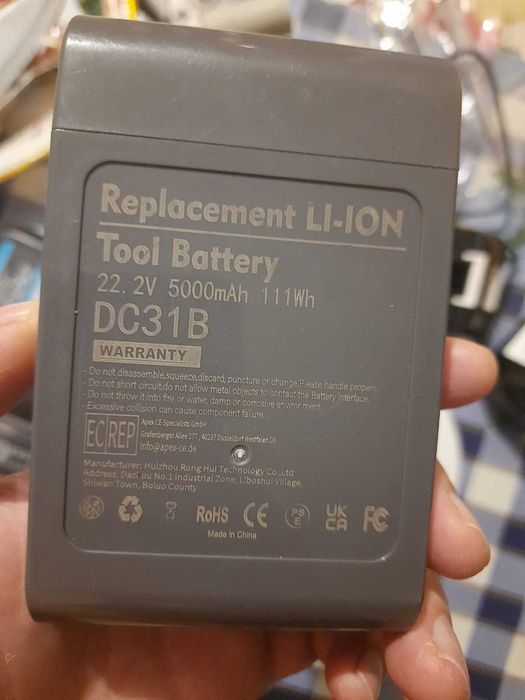 Replacement LI-ION
Tool Battery
22.2V 5000mAh 111Wh
DC31B
WARRANTY
- Do not disassemble,squeeze,discard, puncture or change,Please handle properly.
- Do not short circuit,do not allow metal objects to contact the Battery Interface.
- Do not throw it into fire or water, damp or corrosive environment.
- Excessive collision can cause component failure.
EC REP
Apex CE Specialists GmbH
Grafenberger Allee 277 , 40237 Dusseldorf Westfalen DE
info@apex-ce.de
Manufacturer: Huizhou Rong Hui Technology Co.,Ltd
Address: Dazi ou No.1 Industrial Zone, Li'boshui Village,
Shiwan Town, Boluo County
RoHS CE PS E UK CA FC
Made in China